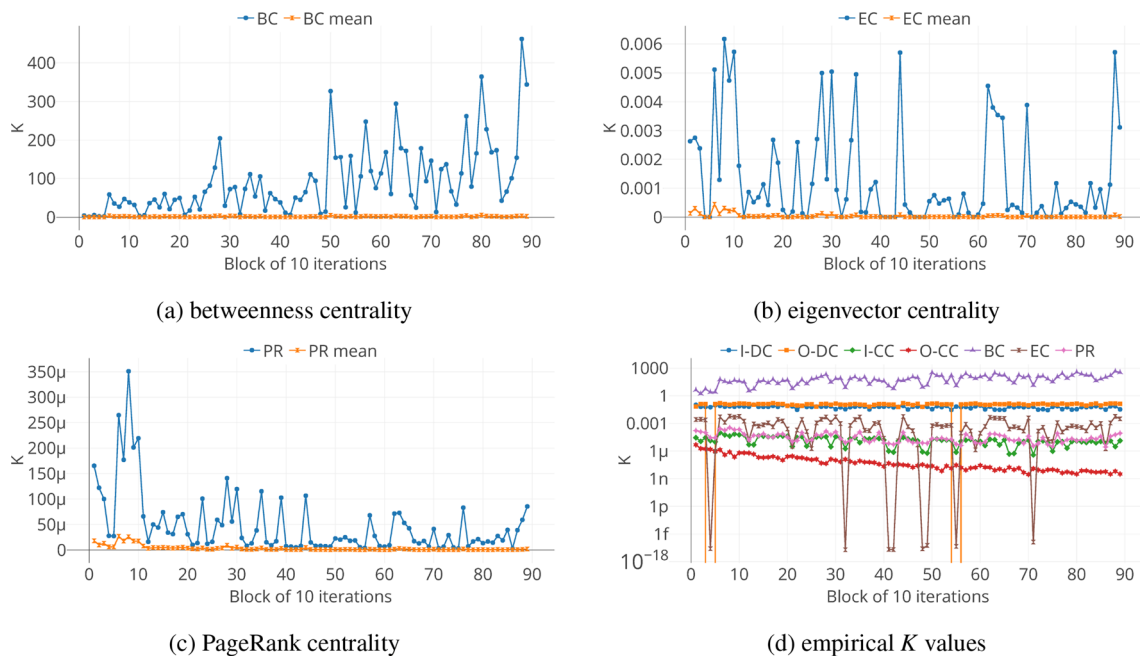 BC BC mean
400
300
200
100
0
K
0 10 20 30 40 50 60 70 80 90
Block of 10 iterations
(a) betweenness centrality
EC EC mean
0.006
0.005
0.004
0.003
0.002
0.001
0
K
0 10 20 30 40 50 60 70 80 90
Block of 10 iterations
(b) eigenvector centrality
PR PR mean
350μ
300μ
250μ
200μ
150μ
100μ
50μ
0
K
0 10 20 30 40 50 60 70 80 90
Block of 10 iterations
(c) PageRank centrality
I-DC O-DC I-CC O-CC BC EC PR
1000
1
0.001
1μ
1n
1p
1f
10⁻¹⁸
K
0 10 20 30 40 50 60 70 80 90
Block of 10 iterations
(d) empirical K values